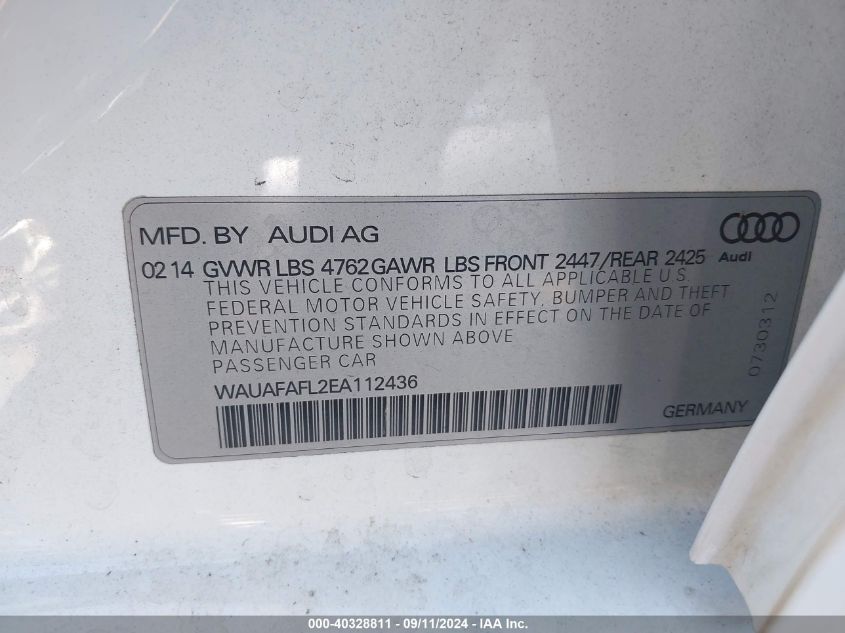 MFD. BY AUDI AG
Audi
02 14 GVWR LBS 4762 GAWR LBS FRONT 2447/REAR 2425
THIS VEHICLE CONFORMS TO ALL APPLICABLE U S
FEDERAL MOTOR VEHICLE SAFETY, BUMPER AND THEFT
PREVENTION STANDARDS IN EFFECT ON THE DATE OF
MANUFACTURE SHOWN ABOVE
PASSENGER CAR
WAUAFAFL2EA112436
GERMANY
0730312
000-40328811 - 09/11/2024 - IAA Inc.